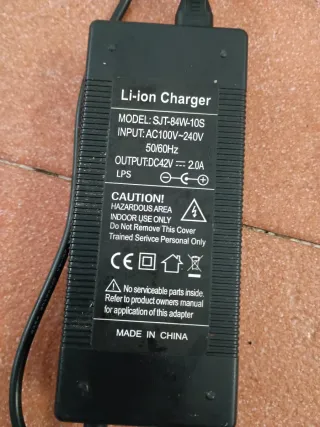 Li-ion Charger
MODEL: SJT-84W-10S
INPUT: AC100V~240V
50/60Hz
OUTPUT:DC42V ⎓ 2.0A
LPS
CAUTION!
HAZARDOUS AREA
INDOOR USE ONLY
Do Not Remove This Cover
Trained Serivce Personal Only
CE
No serviceable parts inside.
Refer to product owners manual
for application of this adapter
MADE IN CHINA